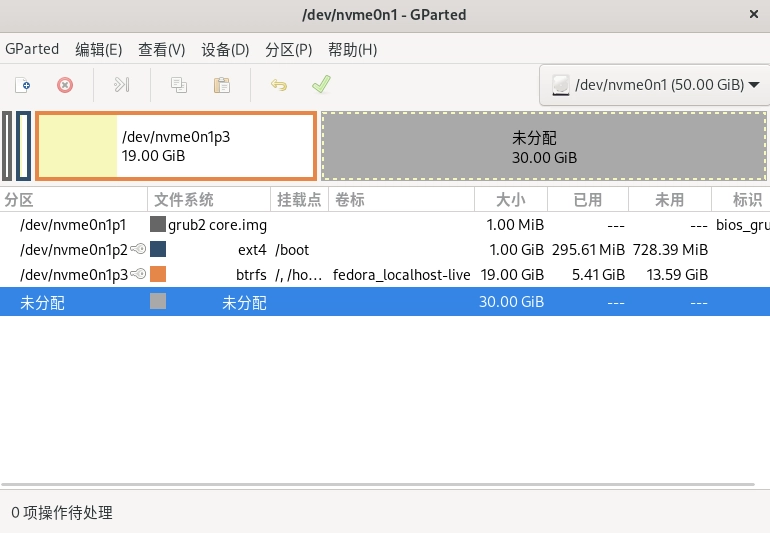 /dev/nvme0n1 - GParted
GParted 编辑(E) 查看(V) 设备(D) 分区(P) 帮助(H)
/dev/nvme0n1 (50.00 GiB)
/dev/nvme0n1p3
19.00 GiB
未分配
30.00 GiB
分区 文件系统 挂载点 卷标 大小 已用 未用 标识
/dev/nvme0n1p1 grub2 core.img 1.00 MiB --- --- bios_gru
/dev/nvme0n1p2 ext4 /boot 1.00 GiB 295.61 MiB 728.39 MiB
/dev/nvme0n1p3 btrfs /, /ho... fedora_localhost-live 19.00 GiB 5.41 GiB 13.59 GiB
未分配 未分配 30.00 GiB --- ---
0 项操作待处理